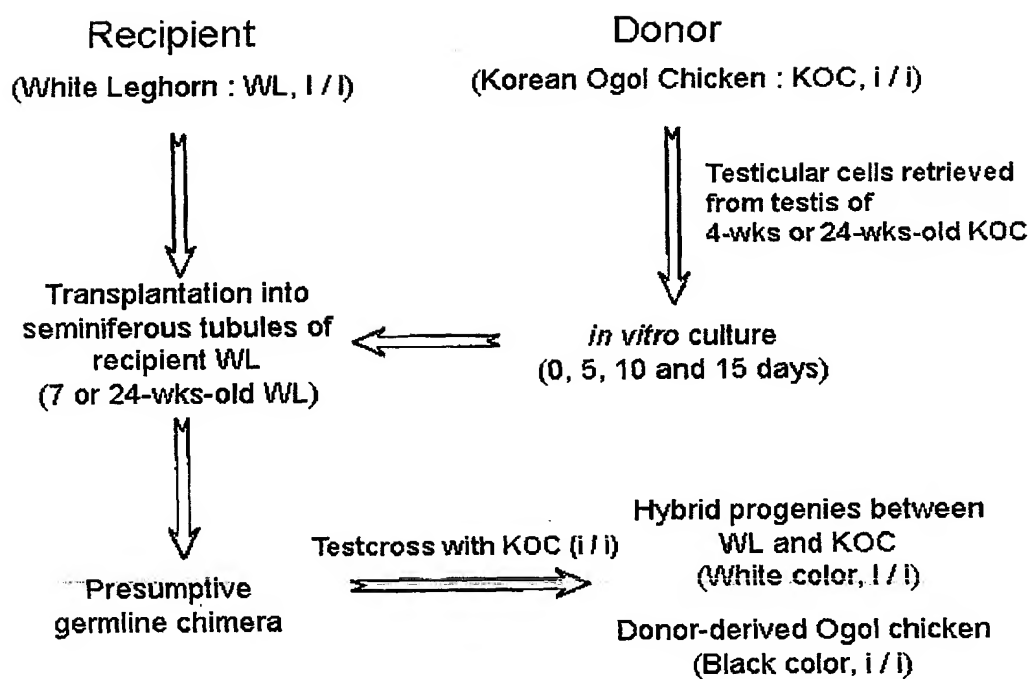 Recipient
(White Leghorn : WL, I / I)
Donor
(Korean Ogol Chicken : KOC, i / i)
Testicular cells retrieved
from testis of
4-wks or 24-wks-old KOC
Transplantation into
seminiferous tubules of
recipient WL
(7 or 24-wks-old WL)
in vitro culture
(0, 5, 10 and 15 days)
Presumptive
germline chimera
Testcross with KOC (i / i)
Hybrid progenies between
WL and KOC
(White color, I / i)
Donor-derived Ogol chicken
(Black color, i / i)